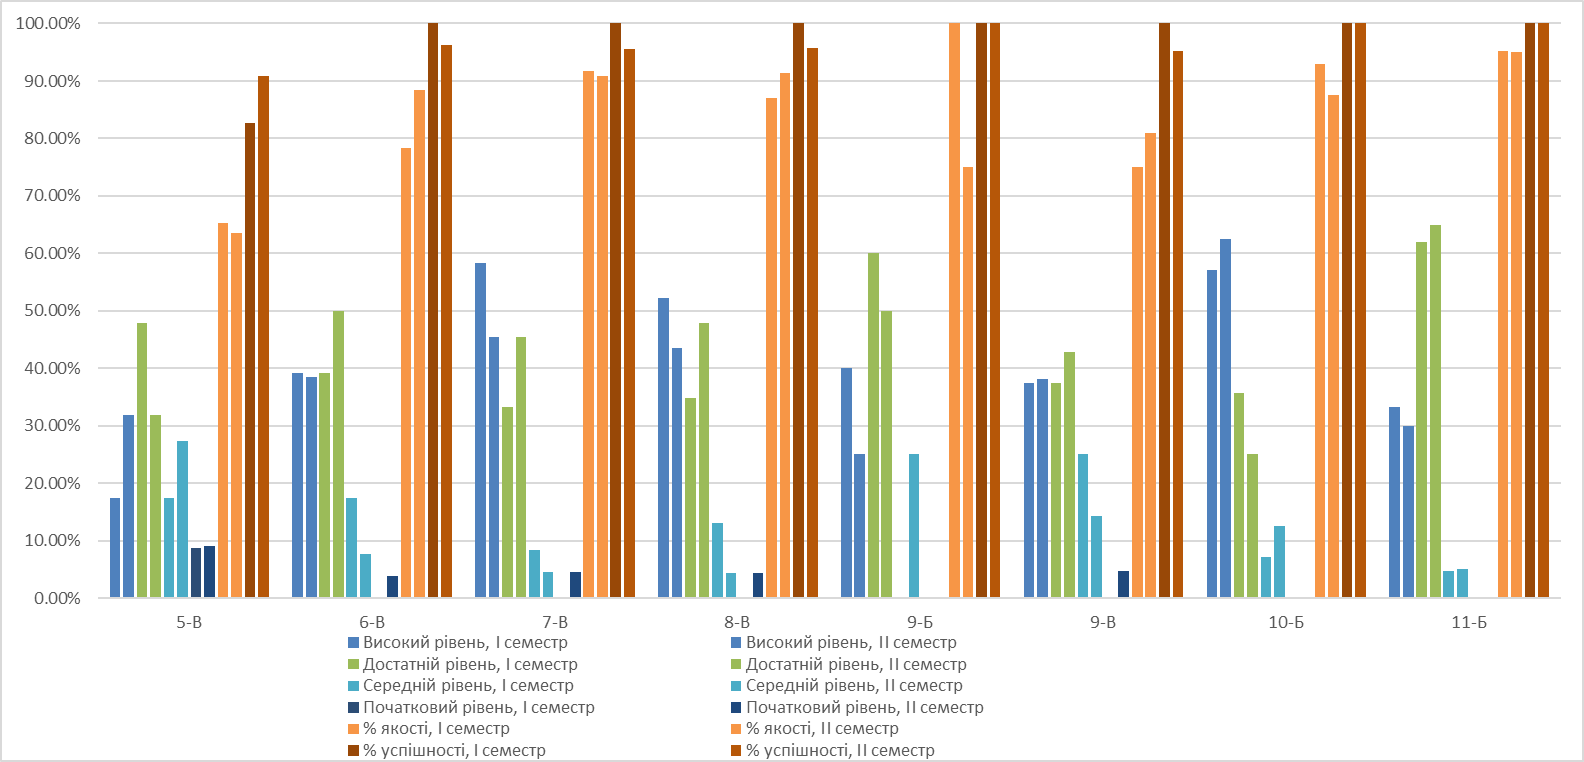 100.00%
90.00%
80.00%
70.00%
60.00%
50.00%
40.00%
30.00%
20.00%
10.00%
0.00%
5-В 6-В 7-В 8-В 9-Б 9-В 10-Б 11-Б
Високий рівень, І семестр Високий рівень, ІІ семестр
Достатній рівень, І семестр Достатній рівень, ІІ семестр
Середній рівень, І семестр Середній рівень, ІІ семестр
Початковий рівень, І семестр Початковий рівень, ІІ семестр
% якості, І семестр % якості, ІІ семестр
% успішності, І семестр % успішності, ІІ семестр